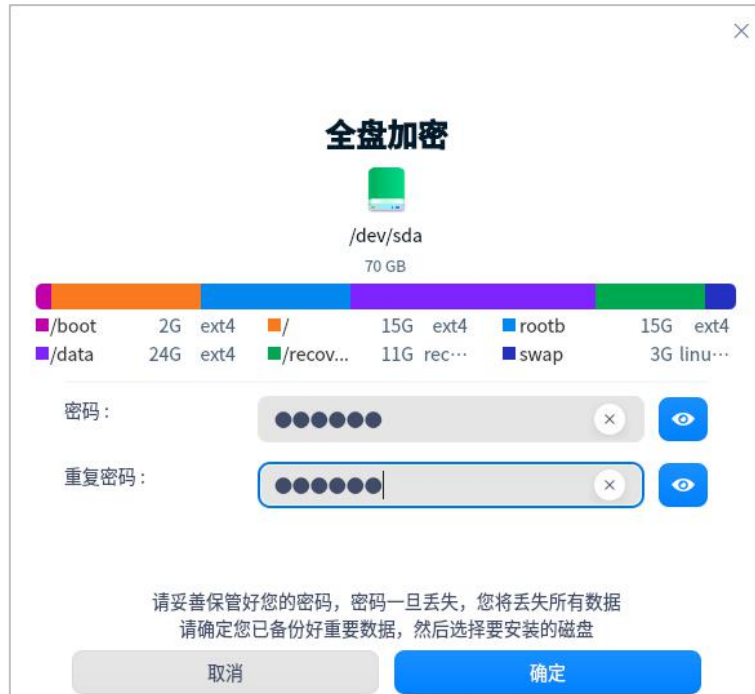 全盘加密
/dev/sda
70 GB
/boot 2G ext4 / 15G ext4 rootb 15G ext4
/data 24G ext4 /recov... 11G rec··· swap 3G linu···
密码：
重复密码：
请妥善保管好您的密码，密码一旦丢失，您将丢失所有数据
请确定您已备份好重要数据，然后选择要安装的磁盘
取消 确定